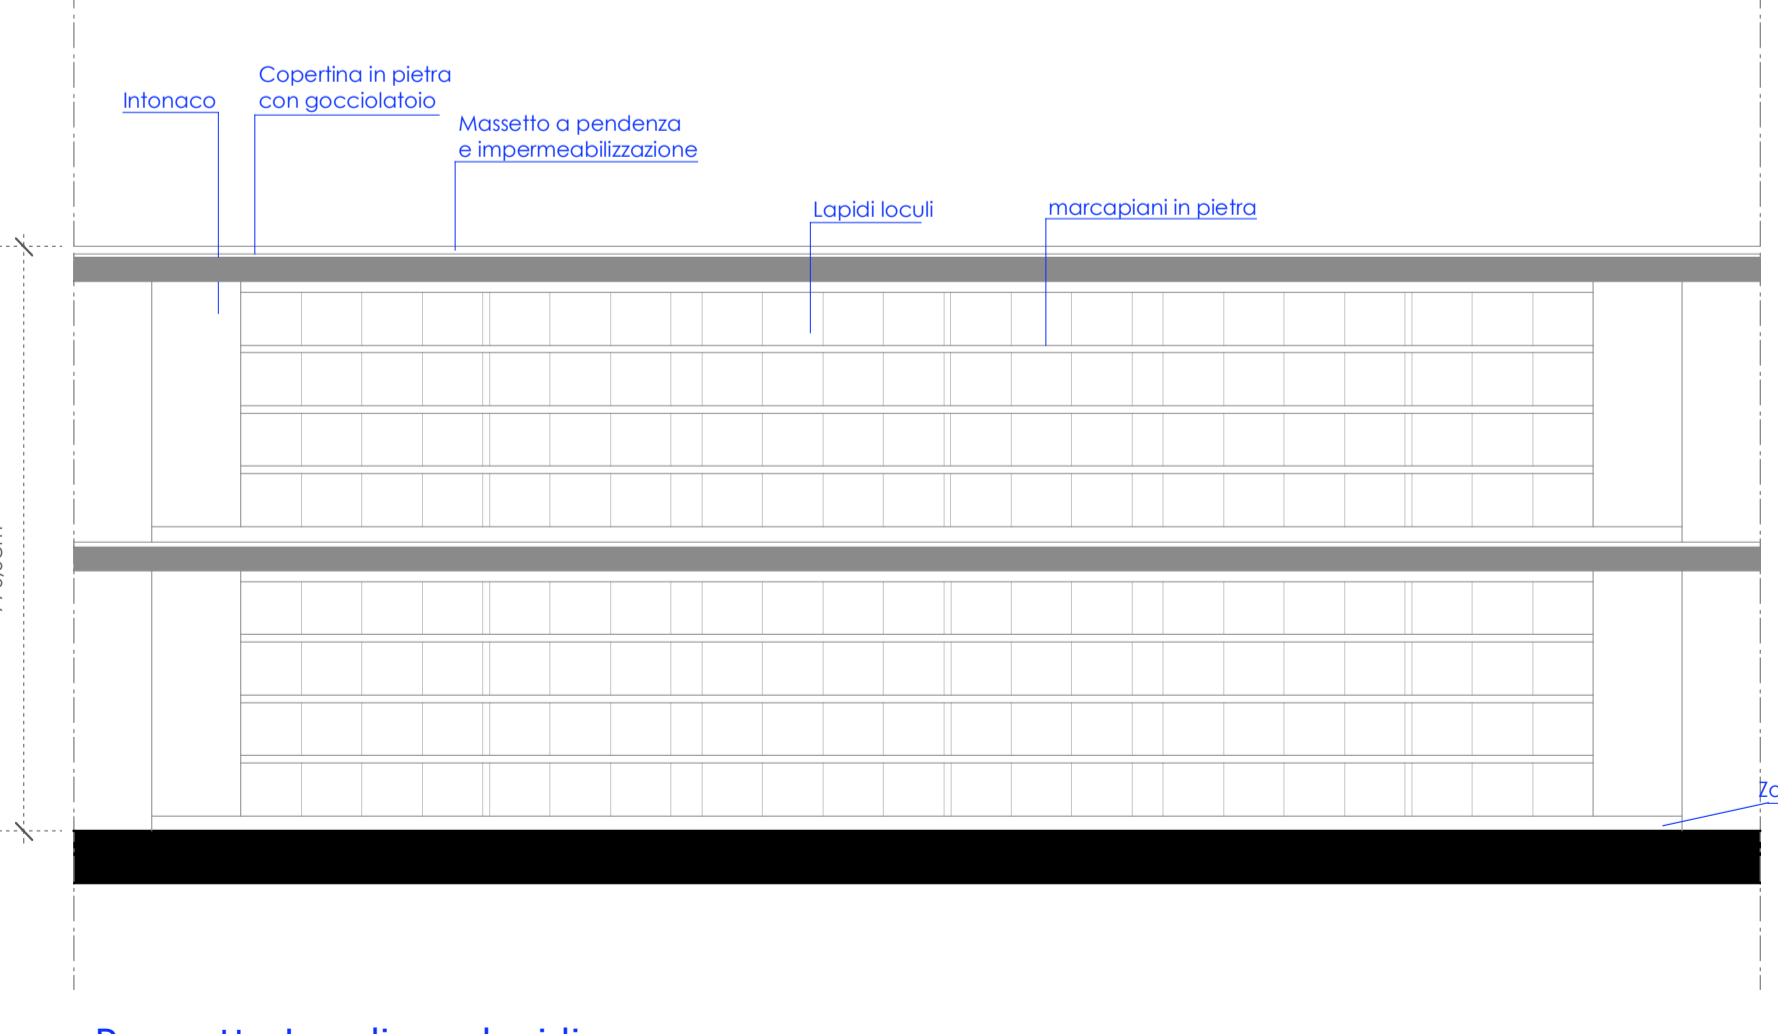 Copertina in pietra
con gocciolatoio
Intonaco
Massetto a pendenza
e impermeabilizzazione
Lapidi loculi
marcapiani in pietra